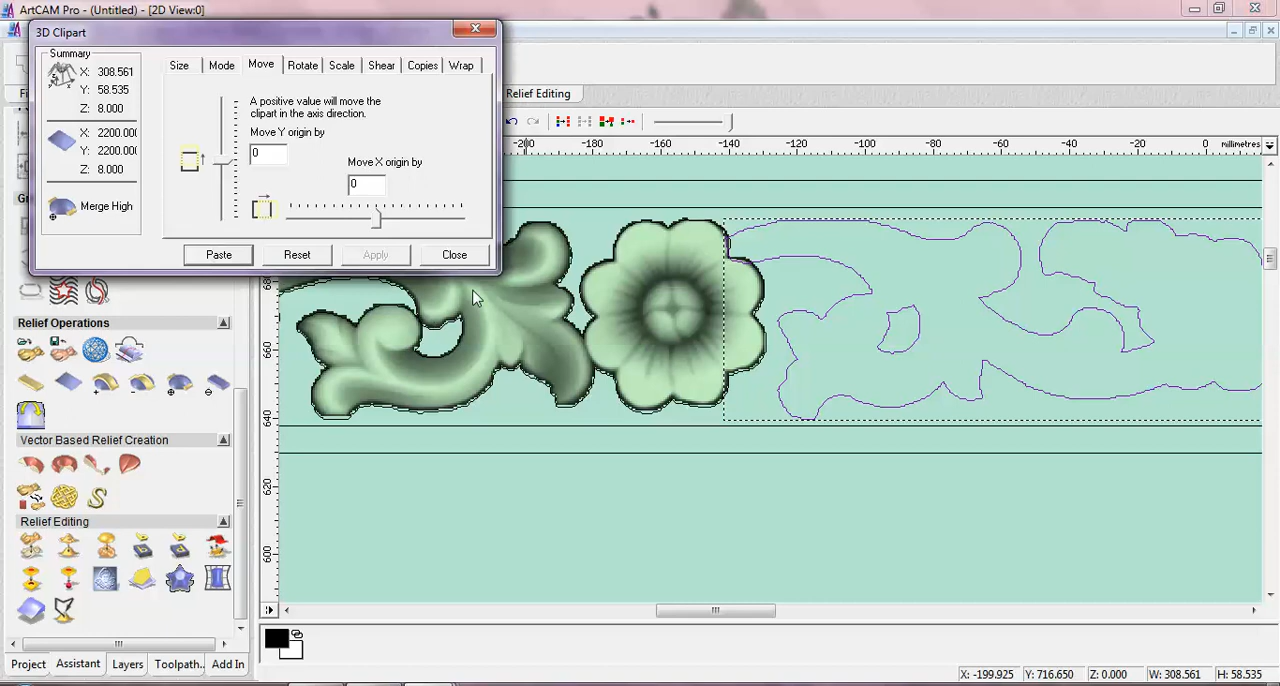 ArtCAM Pro - (Untitled) - [2D View:0]
3D Clipart
Summary
X: 308.561
Y: 58.535
Z: 8.000
X: 2200.000
Y: 2200.000
Z: 8.000
Merge High
Size Mode Move Rotate Scale Shear Copies Wrap
A positive value will move the
clipart in the axis direction.
Move Y origin by
0
Move X origin by
0
Paste Reset Apply Close
Relief Editing
-200 -180 -160 -140 -120 -100 -80 -60 -40 -20 0 millimetres
680
660
640
620
600
Relief Operations
Vector Based Relief Creation
Relief Editing
Project Assistant Layers Toolpath.. Add In
X: -199.925 Y: 716.650 Z: 0.000 W: 308.561 H: 58.535